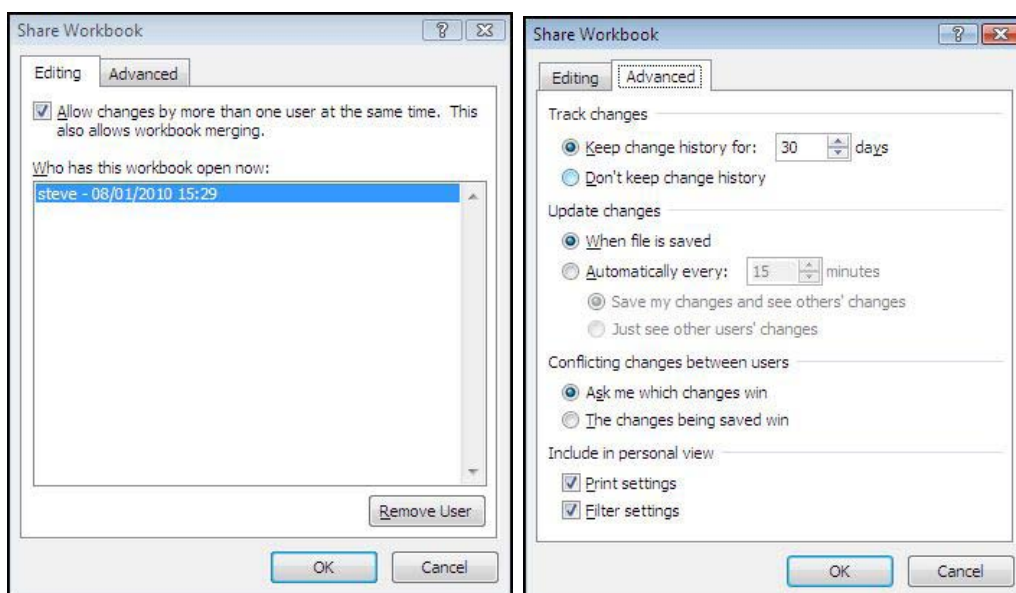 Share Workbook
Editing Advanced
Allow changes by more than one user at the same time. This
also allows workbook merging.
Who has this workbook open now:
steve - 08/01/2010 15:29
Remove User
OK Cancel
Share Workbook
Editing Advanced
Track changes
Keep change history for: 30 days
Don't keep change history
Update changes
When file is saved
Automatically every: 15 minutes
Save my changes and see others' changes
Just see other users' changes
Conflicting changes between users
Ask me which changes win
The changes being saved win
Include in personal view
Print settings
Filter settings
OK Cancel